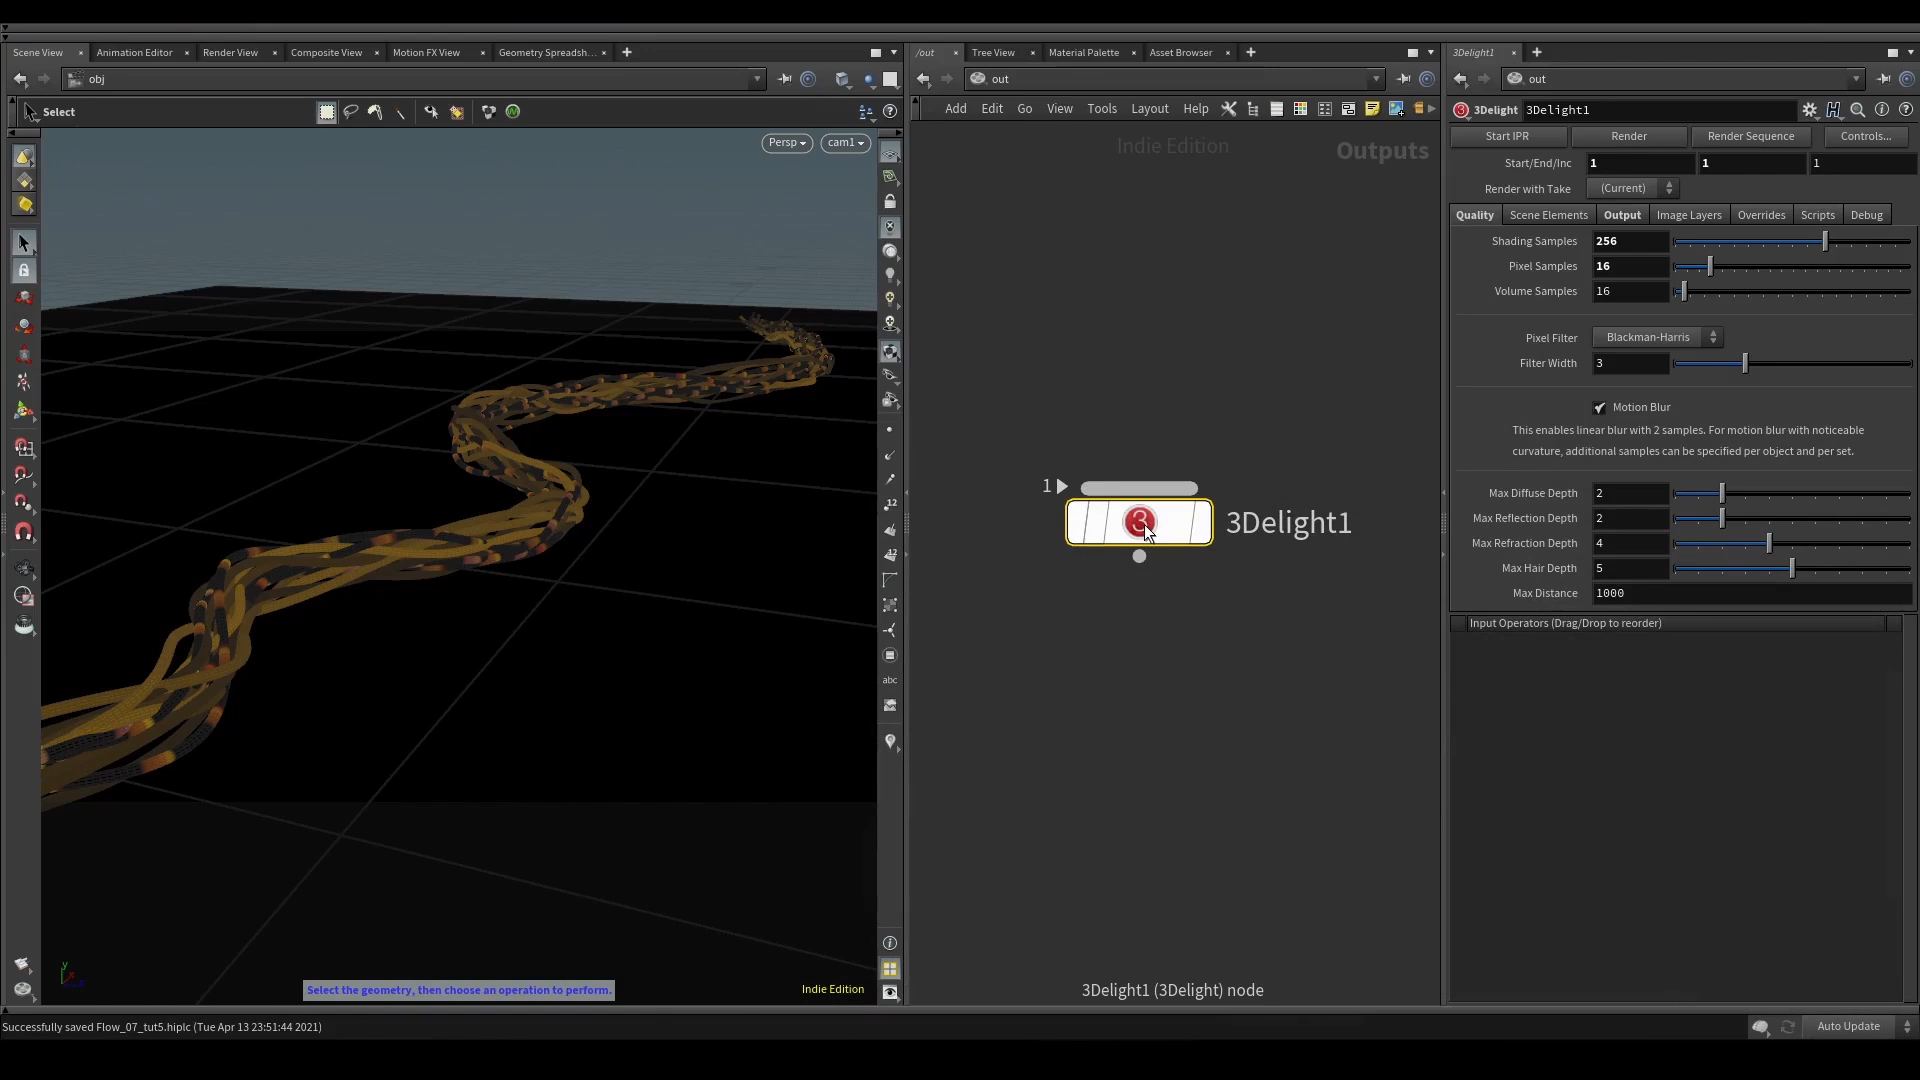 Scene View
Animation Editor
Render View
Composite View
Motion FX View
Geometry Spreadsh...
/out
Tree View
Material Palette
Asset Browser
3Delight1
obj
out
out
Select
Add Edit Go View Tools Layout Help
3Delight 3Delight1
Persp
cam1
Indie Edition
Outputs
Start IPR
Render
Render Sequence
Controls...
Start/End/Inc 1 1 1
Render with Take (Current)
Quality Scene Elements Output Image Layers Overrides Scripts Debug
Shading Samples 256
Pixel Samples 16
Volume Samples 16
Pixel Filter Blackman-Harris
Filter Width 3
Motion Blur
This enables linear blur with 2 samples. For motion blur with noticeable
curvature, additional samples can be specified per object and per set.
Max Diffuse Depth 2
Max Reflection Depth 2
Max Refraction Depth 4
Max Hair Depth 5
Max Distance 1000
Input Operators (Drag/Drop to reorder)
1
3
3Delight1
12
12
abc
y
Select the geometry, then choose an operation to perform.
Indie Edition
3Delight1 (3Delight) node
Successfully saved Flow_07_tut5.hiplc (Tue Apr 13 23:51:44 2021)
Auto Update